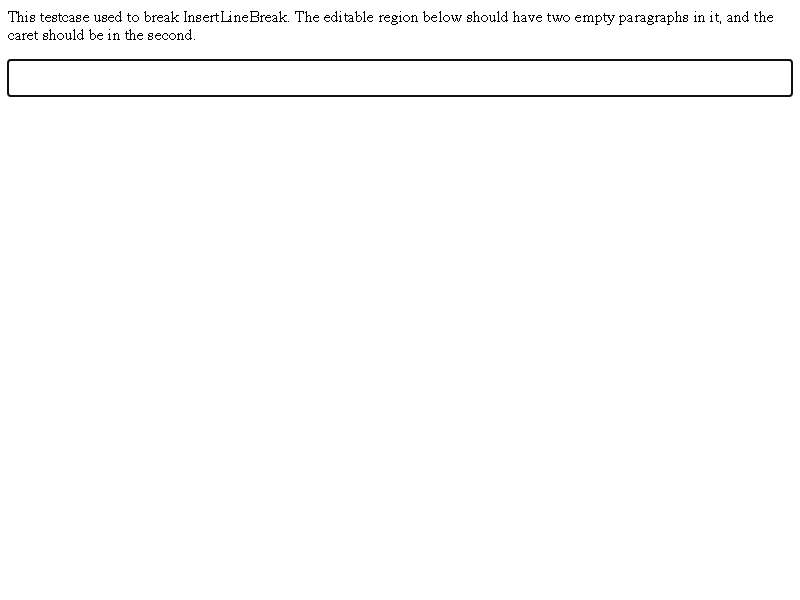 This testcase used to break InsertLineBreak. The editable region below should have two empty paragraphs in it, and the
caret should be in the second.